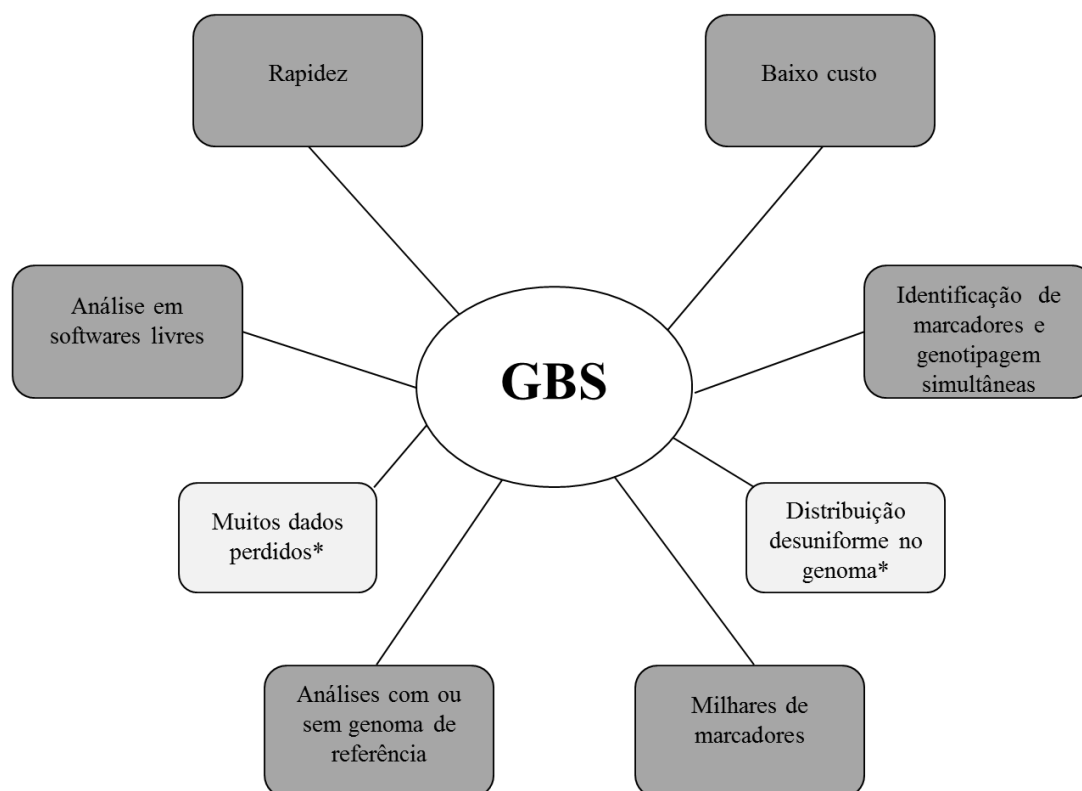 Rapidez
Baixo custo
Análise em
softwares livres
Identificação de
marcadores e
genotipagem
simultâneas
GBS
Muitos dados
perdidos*
Distribuição
desuniforme no
genoma*
Análises com ou
sem genoma de
referência
Milhares de
marcadores